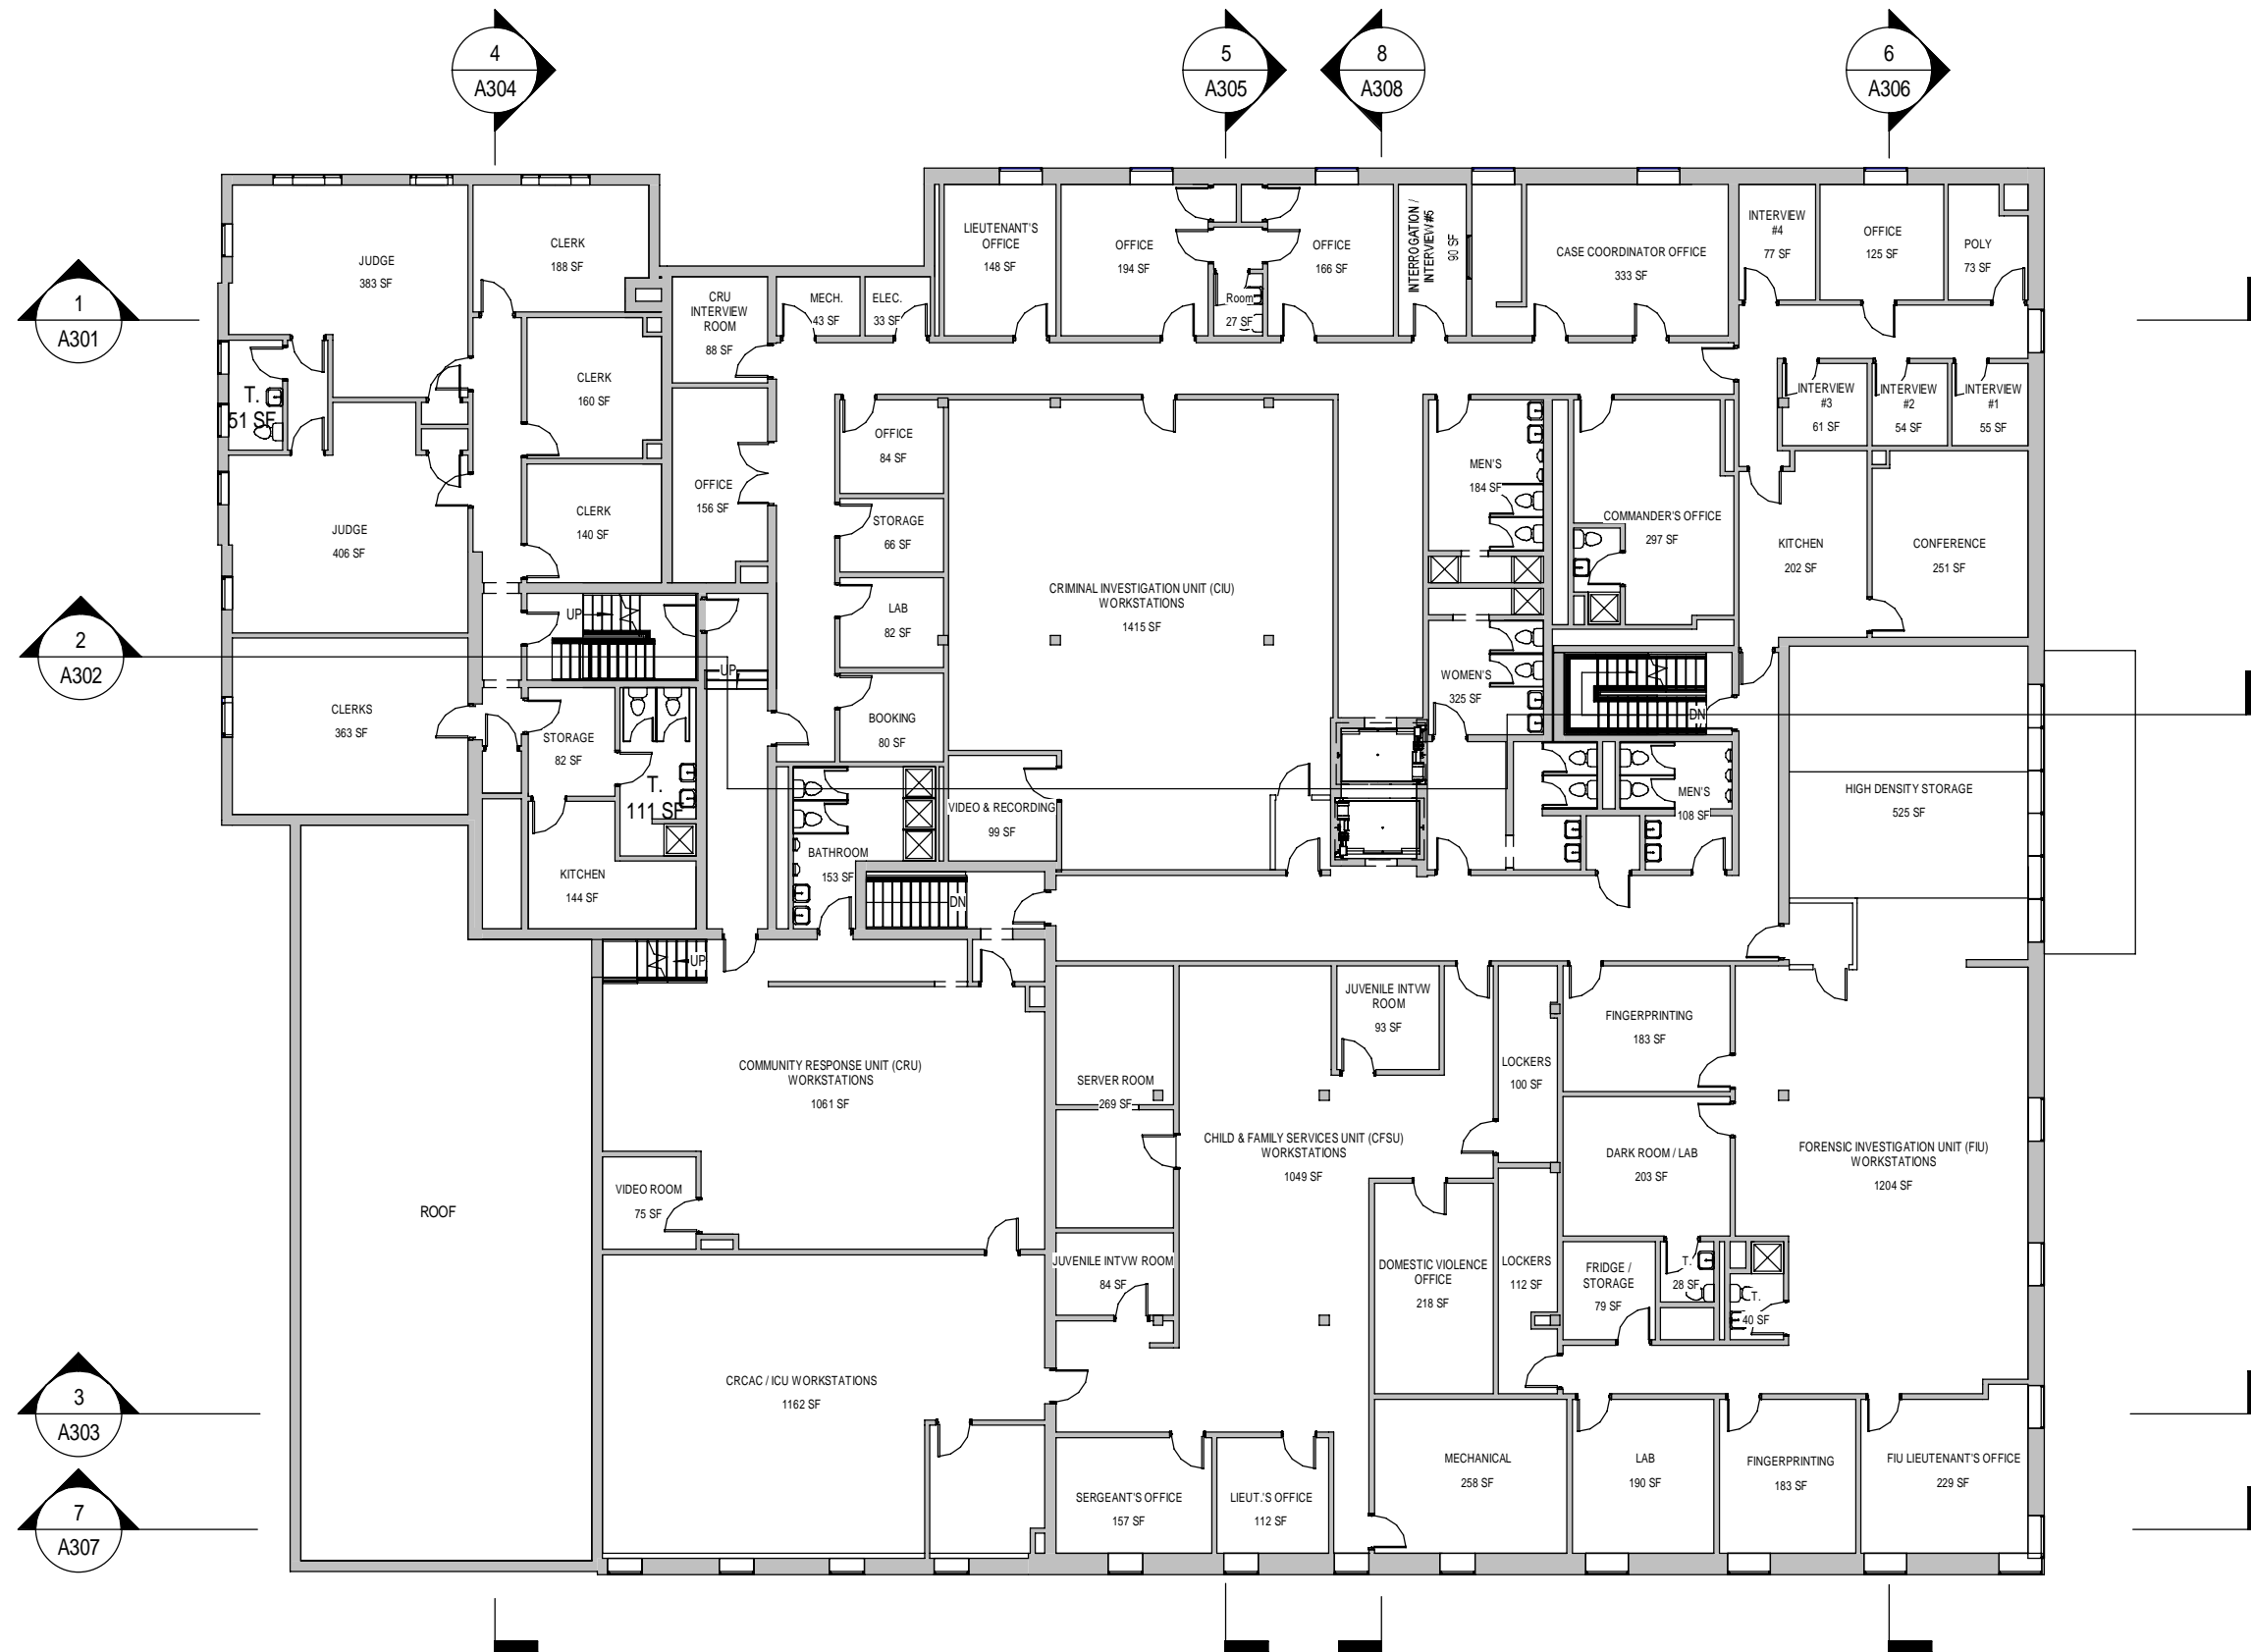 4
A304
5
A305
8
A308
6
A306
1
A301
2
A302
3
A303
7
A307
JUDGE
383 SF
CLERK
188 SF
CRU
INTERVIEW
ROOM
88 SF
MECH.
43 SF
ELEC.
33 SF
LIEUTENANT'S
OFFICE
148 SF
OFFICE
194 SF
Room
27 SF
OFFICE
166 SF
INTERROGATION /
INTERVIEW #5
90 SF
CASE COORDINATOR OFFICE
333 SF
INTERVIEW
#4
77 SF
OFFICE
125 SF
POLY
73 SF
T.
51 SF
CLERK
160 SF
OFFICE
84 SF
INTERVIEW
#3
61 SF
INTERVIEW
#2
54 SF
INTERVIEW
#1
55 SF
JUDGE
406 SF
CLERK
140 SF
OFFICE
156 SF
STORAGE
66 SF
MEN'S
184 SF
COMMANDER'S OFFICE
297 SF
KITCHEN
202 SF
CONFERENCE
251 SF
UP
LAB
82 SF
CRIMINAL INVESTIGATION UNIT (CIU)
WORKSTATIONS
1415 SF
UP
WOMEN'S
325 SF
CLERKS
363 SF
STORAGE
82 SF
BOOKING
80 SF
DN
T.
111 SF
VIDEO & RECORDING
99 SF
MEN'S
108 SF
HIGH DENSITY STORAGE
525 SF
KITCHEN
144 SF
BATHROOM
153 SF
DN
UP
COMMUNITY RESPONSE UNIT (CRU)
WORKSTATIONS
1061 SF
SERVER ROOM
269 SF
JUVENILE INTVW
ROOM
93 SF
LOCKERS
100 SF
FINGERPRINTING
183 SF
CHILD & FAMILY SERVICES UNIT (CFSU)
WORKSTATIONS
1049 SF
DARK ROOM / LAB
203 SF
FORENSIC INVESTIGATION UNIT (FIU)
WORKSTATIONS
1204 SF
VIDEO ROOM
75 SF
ROOF
JUVENILE INTVW ROOM
84 SF
DOMESTIC VIOLENCE
OFFICE
218 SF
LOCKERS
112 SF
FRIDGE /
STORAGE
79 SF
T.
28 SF
T.
40 SF
CRCAC / ICU WORKSTATIONS
1162 SF
SERGEANT'S OFFICE
157 SF
LIEUT.'S OFFICE
112 SF
MECHANICAL
258 SF
LAB
190 SF
FINGERPRINTING
183 SF
FIU LIEUTENANT'S OFFICE
229 SF